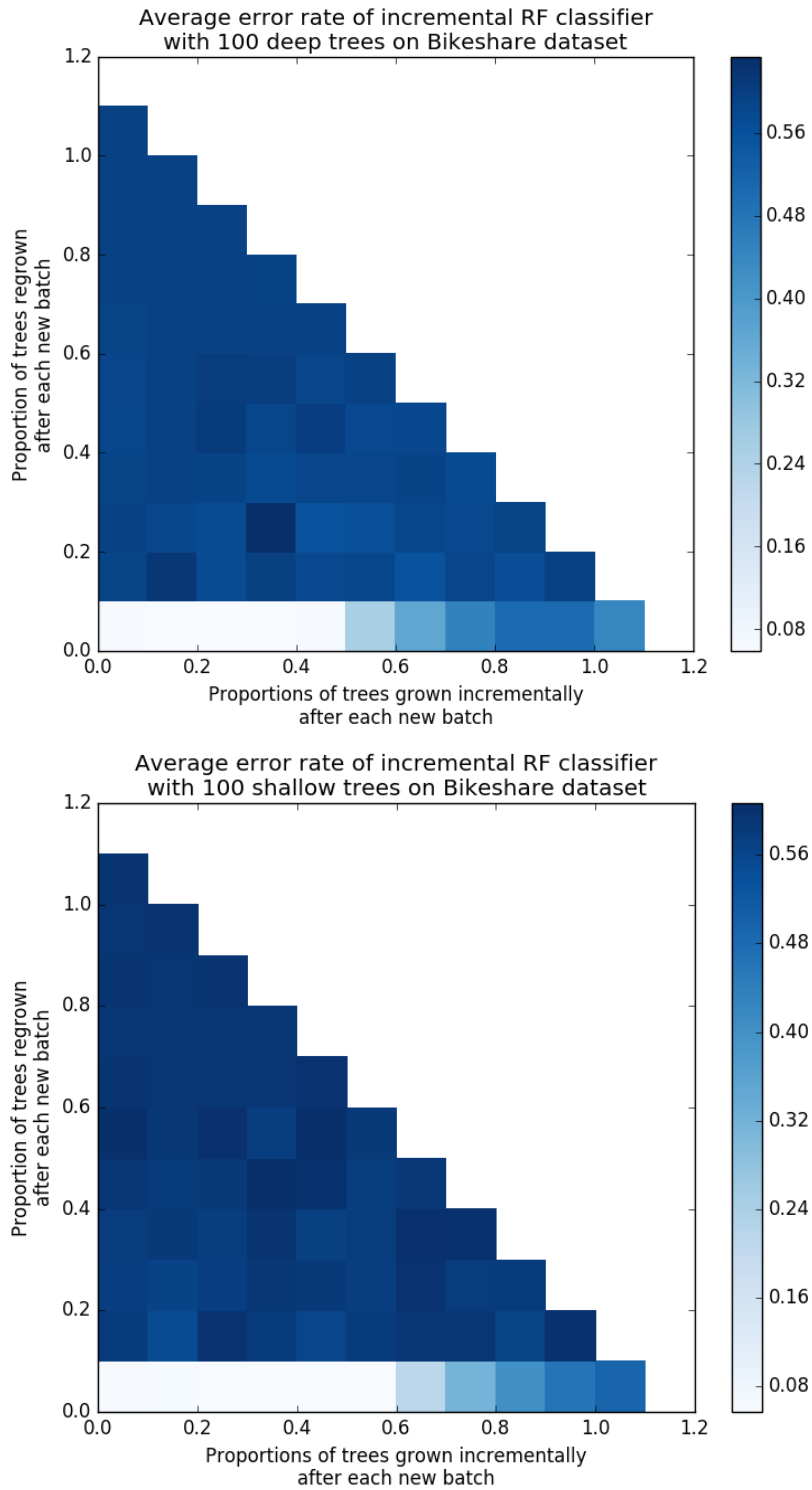 Average error rate of incremental RF classifier
with 100 deep trees on Bikeshare dataset
1.2
1.0
0.8
0.6
0.4
0.2
0.0
Proportion of trees regrown
after each new batch
0.0 0.2 0.4 0.6 0.8 1.0 1.2
Proportions of trees grown incrementally
after each new batch
0.56
0.48
0.40
0.32
0.24
0.16
0.08
Average error rate of incremental RF classifier
with 100 shallow trees on Bikeshare dataset
1.2
1.0
0.8
0.6
0.4
0.2
0.0
Proportion of trees regrown
after each new batch
0.0 0.2 0.4 0.6 0.8 1.0 1.2
Proportions of trees grown incrementally
after each new batch
0.56
0.48
0.40
0.32
0.24
0.16
0.08